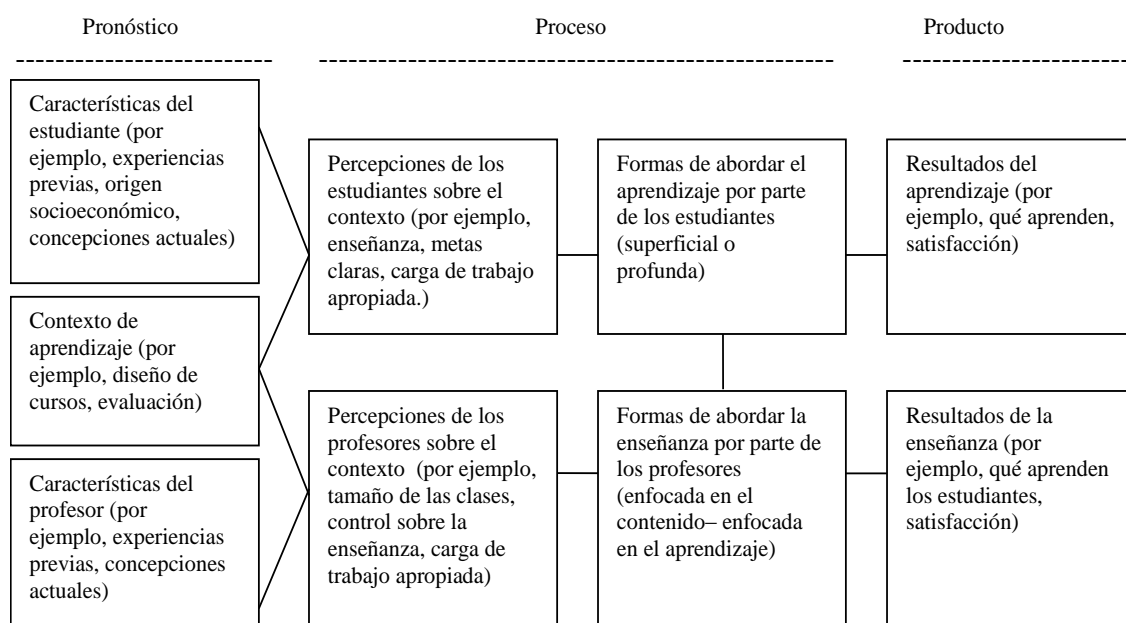 Pronóstico
Proceso
Producto
Características del
estudiante (por
ejemplo, experiencias
previas, origen
socioeconómico,
concepciones actuales)
Contexto de
aprendizaje (por
ejemplo, diseño de
cursos, evaluación)
Características del
profesor (por
ejemplo, experiencias
previas, concepciones
actuales)
Percepciones de los
estudiantes sobre el
contexto (por ejemplo,
enseñanza, metas
claras, carga de trabajo
apropiada.)
Percepciones de los
profesores sobre el
contexto (por ejemplo,
tamaño de las clases,
control sobre la
enseñanza, carga de
trabajo apropiada)
Formas de abordar el
aprendizaje por parte
de los estudiantes
(superficial o
profunda)
Formas de abordar la
enseñanza por parte de
los profesores
(enfocada en el
contenido– enfocada
en el aprendizaje)
Resultados del
aprendizaje (por
ejemplo, qué aprenden,
satisfacción)
Resultados de la
enseñanza (por
ejemplo, qué aprenden
los estudiantes,
satisfacción)